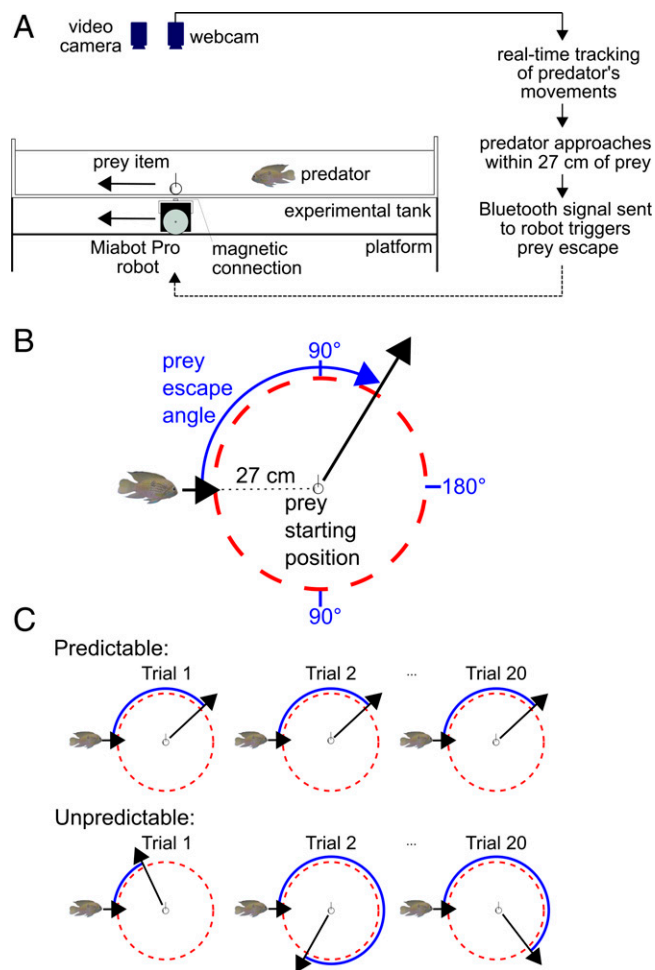 A
video
camera
webcam
real-time tracking
of predator's
movements
predator approaches
within 27 cm of prey
Bluetooth signal sent
to robot triggers
prey escape
prey item
predator
experimental tank
Miabot Pro
robot
magnetic
connection
platform
B
prey
escape
angle
90°
27 cm
180°
prey
starting
position
90°
C
Predictable:
Trial 1 Trial 2 ... Trial 20
Unpredictable:
Trial 1 Trial 2 ... Trial 20